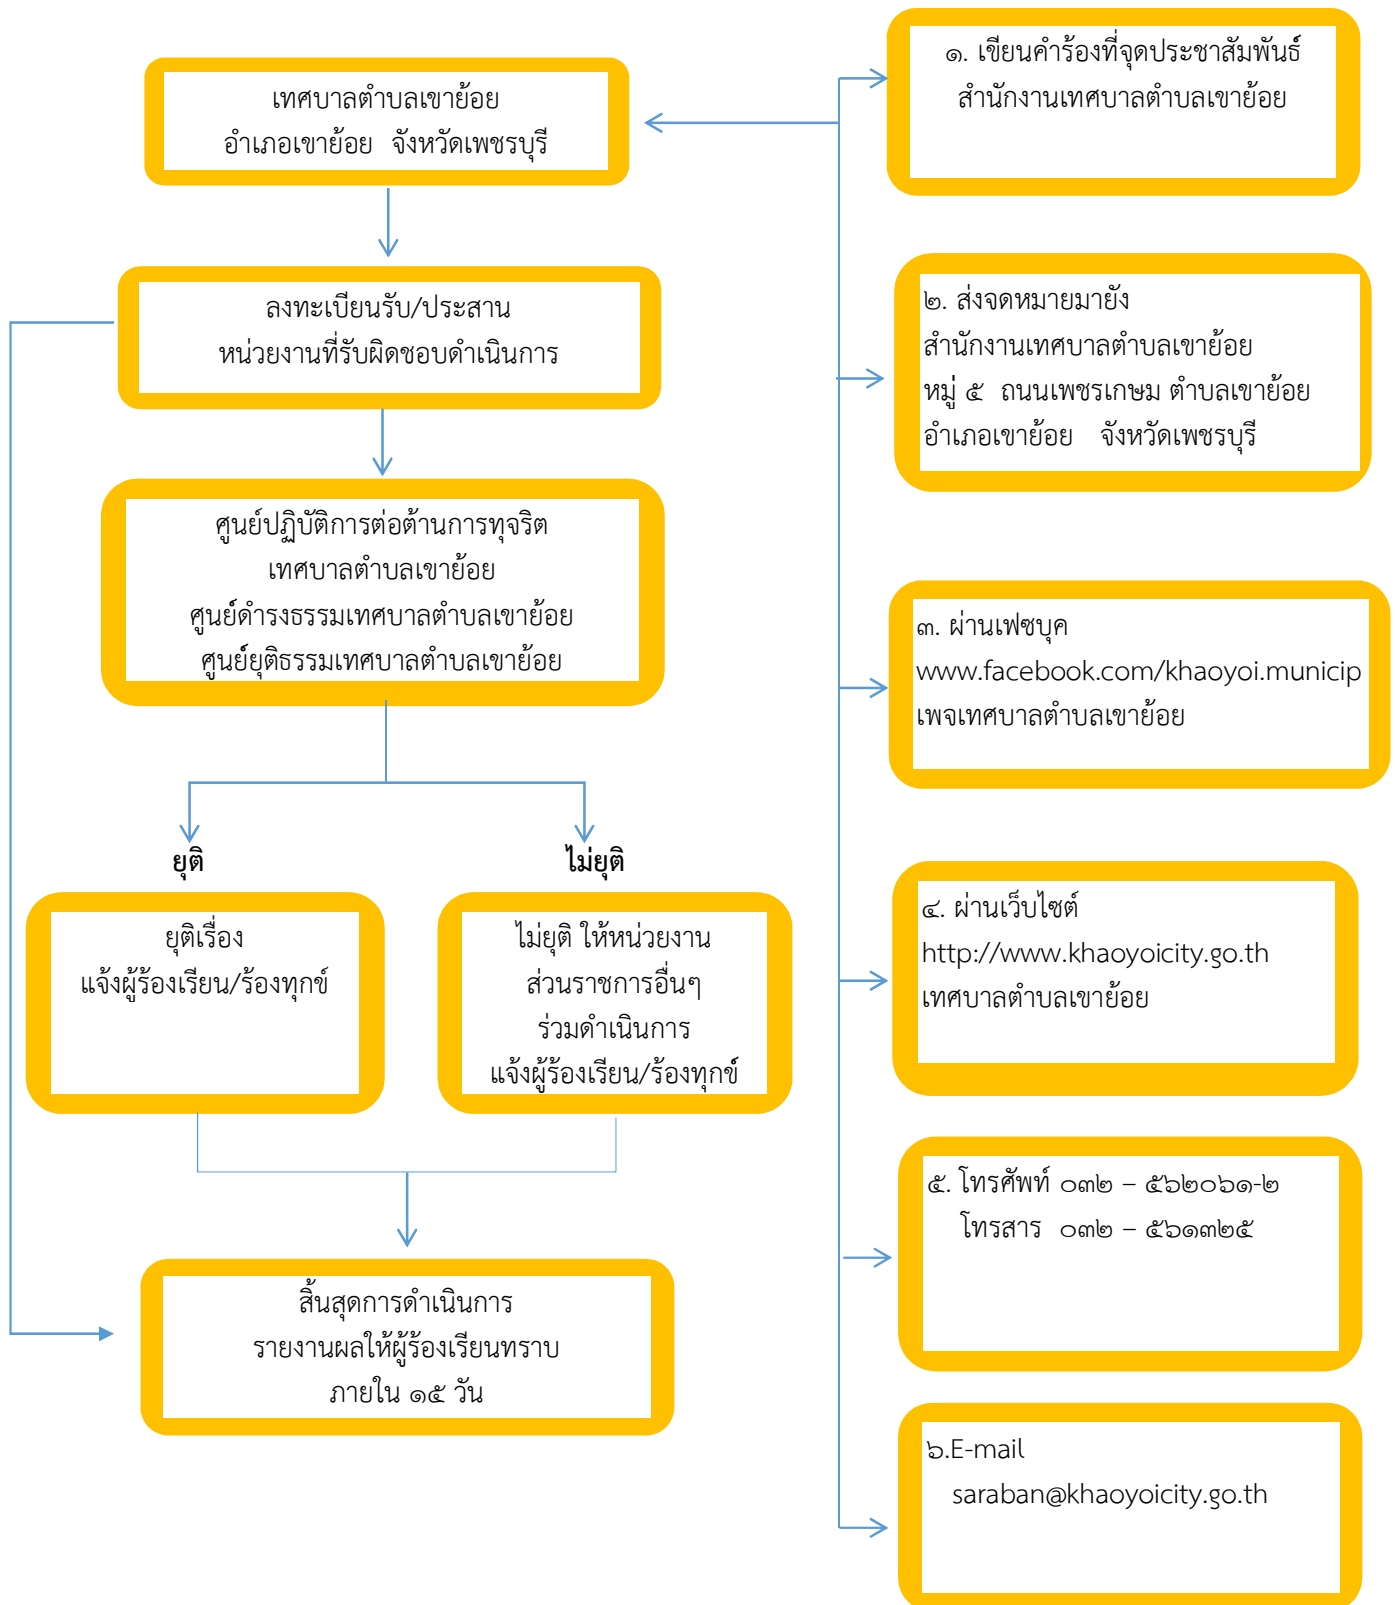 เทศบาลตำบลเขาย้อย
อำเภอเขาย้อย จังหวัดเพชรบุรี
ลงทะเบียนรับ/ประสาน
หน่วยงานที่รับผิดชอบดำเนินการ
ศูนย์ปฏิบัติการต่อต้านการทุจริต
เทศบาลตำบลเขาย้อย
ศูนย์ดำรงธรรมเทศบาลตำบลเขาย้อย
ศูนย์ยุติธรรมเทศบาลตำบลเขาย้อย
ยุติ
ไม่ยุติ
ยุติเรื่อง
แจ้งผู้ร้องเรียน/ร้องทุกข์
ไม่ยุติ ให้หน่วยงาน
ส่วนราชการอื่นๆ
ร่วมดำเนินการ
แจ้งผู้ร้องเรียน/ร้องทุกข์
สิ้นสุดการดำเนินการ
รายงานผลให้ผู้ร้องเรียนทราบ
ภายใน ๑๕ วัน
๑. เขียนคำร้องที่จุดประชาสัมพันธ์
สำนักงานเทศบาลตำบลเขาย้อย
๒. ส่งจดหมายมายัง
สำนักงานเทศบาลตำบลเขาย้อย
หมู่ ๕ ถนนเพชรเกษม ตำบลเขาย้อย
อำเภอเขาย้อย จังหวัดเพชรบุรี
๓. ผ่านเฟซบุค
www.facebook.com/khaoyoi.municip
เพจเทศบาลตำบลเขาย้อย
๔. ผ่านเว็บไซต์
http://www.khaoyoicity.go.th
เทศบาลตำบลเขาย้อย
๕. โทรศัพท์ ๐๓๒ – ๕๖๒๐๖๑-๒
โทรสาร ๐๓๒ – ๕๖๑๓๒๕
๖.E-mail
saraban@khaoyoicity.go.th